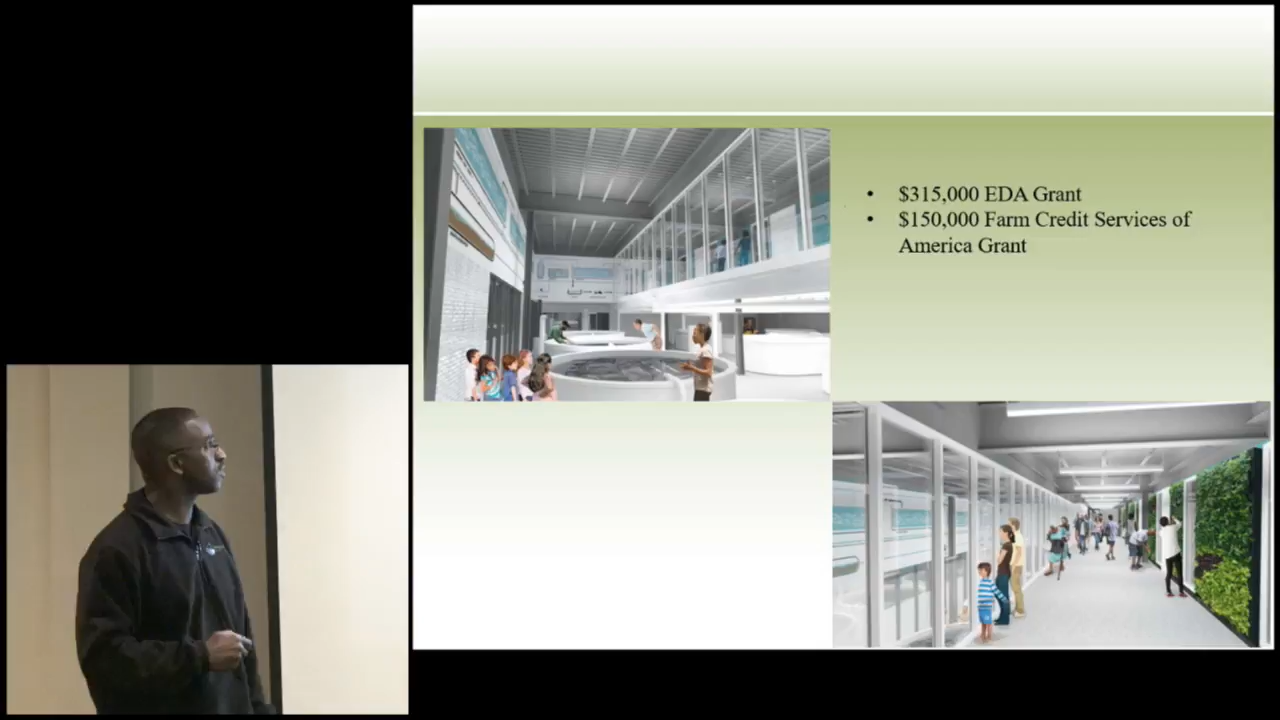 • $315,000 EDA Grant
• $150,000 Farm Credit Services of
America Grant